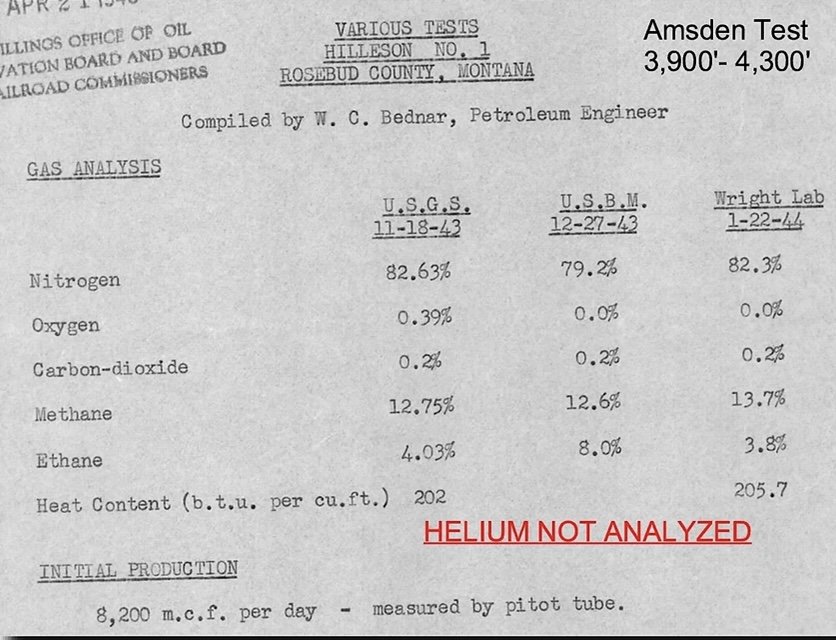 APR 2 1 1946
ILLINGS OFFICE OF OIL
VATION BOARD AND BOARD
AILROAD COMMISSIONERS
VARIOUS TESTS
HILLESON NO. 1
ROSEBUD COUNTY, MONTANA
Amsden Test
3,900'- 4,300'
Compiled by W. C. Bednar, Petroleum Engineer
GAS ANALYSIS
U.S.G.S. U.S.B.M. Wright Lab
11-18-43 12-27-43 1-22-44
Nitrogen 82.63% 79.2% 82.3%
Oxygen 0.39% 0.0% 0.0%
Carbon-dioxide 0.2% 0.2% 0.2%
Methane 12.75% 12.6% 13.7%
Ethane 4.03% 8.0% 3.8%
Heat Content (b.t.u. per cu.ft.) 202 205.7
HELIUM NOT ANALYZED
INITIAL PRODUCTION
8,200 m.c.f. per day - measured by pitot tube.